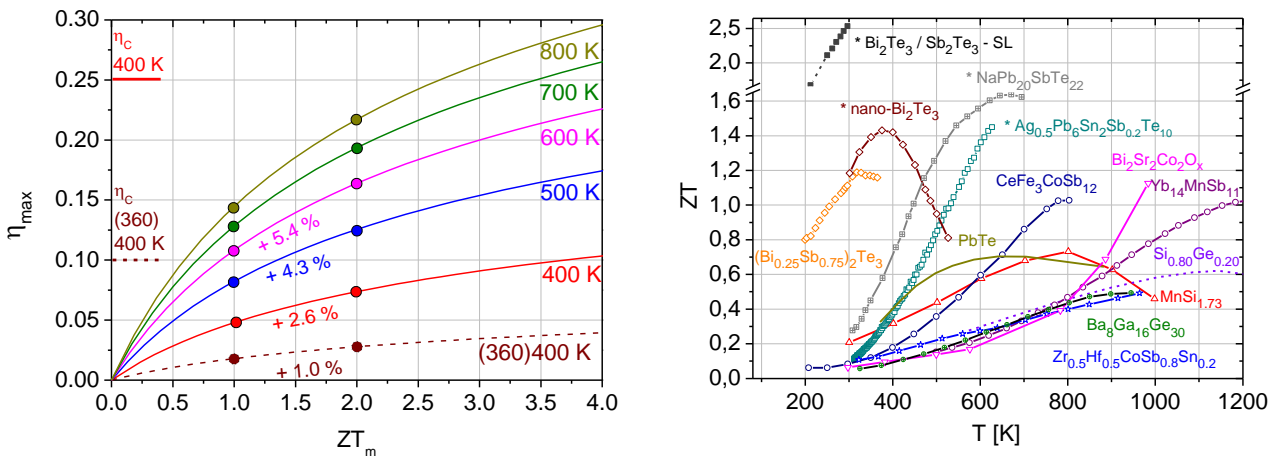 0.30
0.25
0.20
0.15
0.10
0.05
0.00
η_max
η_C
400 K
η_C
(360)
400 K
800 K
700 K
600 K
500 K
400 K
(360)400 K
+ 5.4 %
+ 4.3 %
+ 2.6 %
+ 1.0 %
0.0 0.5 1.0 1.5 2.0 2.5 3.0 3.5 4.0
ZT_m
2,5
2,0
1,6
1,4
1,2
1,0
0,8
0,6
0,4
0,2
0,0
ZT
* Bi₂Te₃ / Sb₂Te₃ - SL
* NaPb₂₀SbTe₂₂
* nano-Bi₂Te₃
* Ag₀.₅Pb₆Sn₂Sb₀.₂Te₁₀
Bi₂Sr₂Co₂Oₓ
CeFe₃CoSb₁₂
Yb₁₄MnSb₁₁
PbTe
(Bi₀.₂₅Sb₀.₇₅)₂Te₃
Si₀.₈₀Ge₀.₂₀
MnSi₁.₇₃
Ba₈Ga₁₆Ge₃₀
Zr₀.₅Hf₀.₅CoSb₀.₈Sn₀.₂
200 400 600 800 1000 1200
T [K]